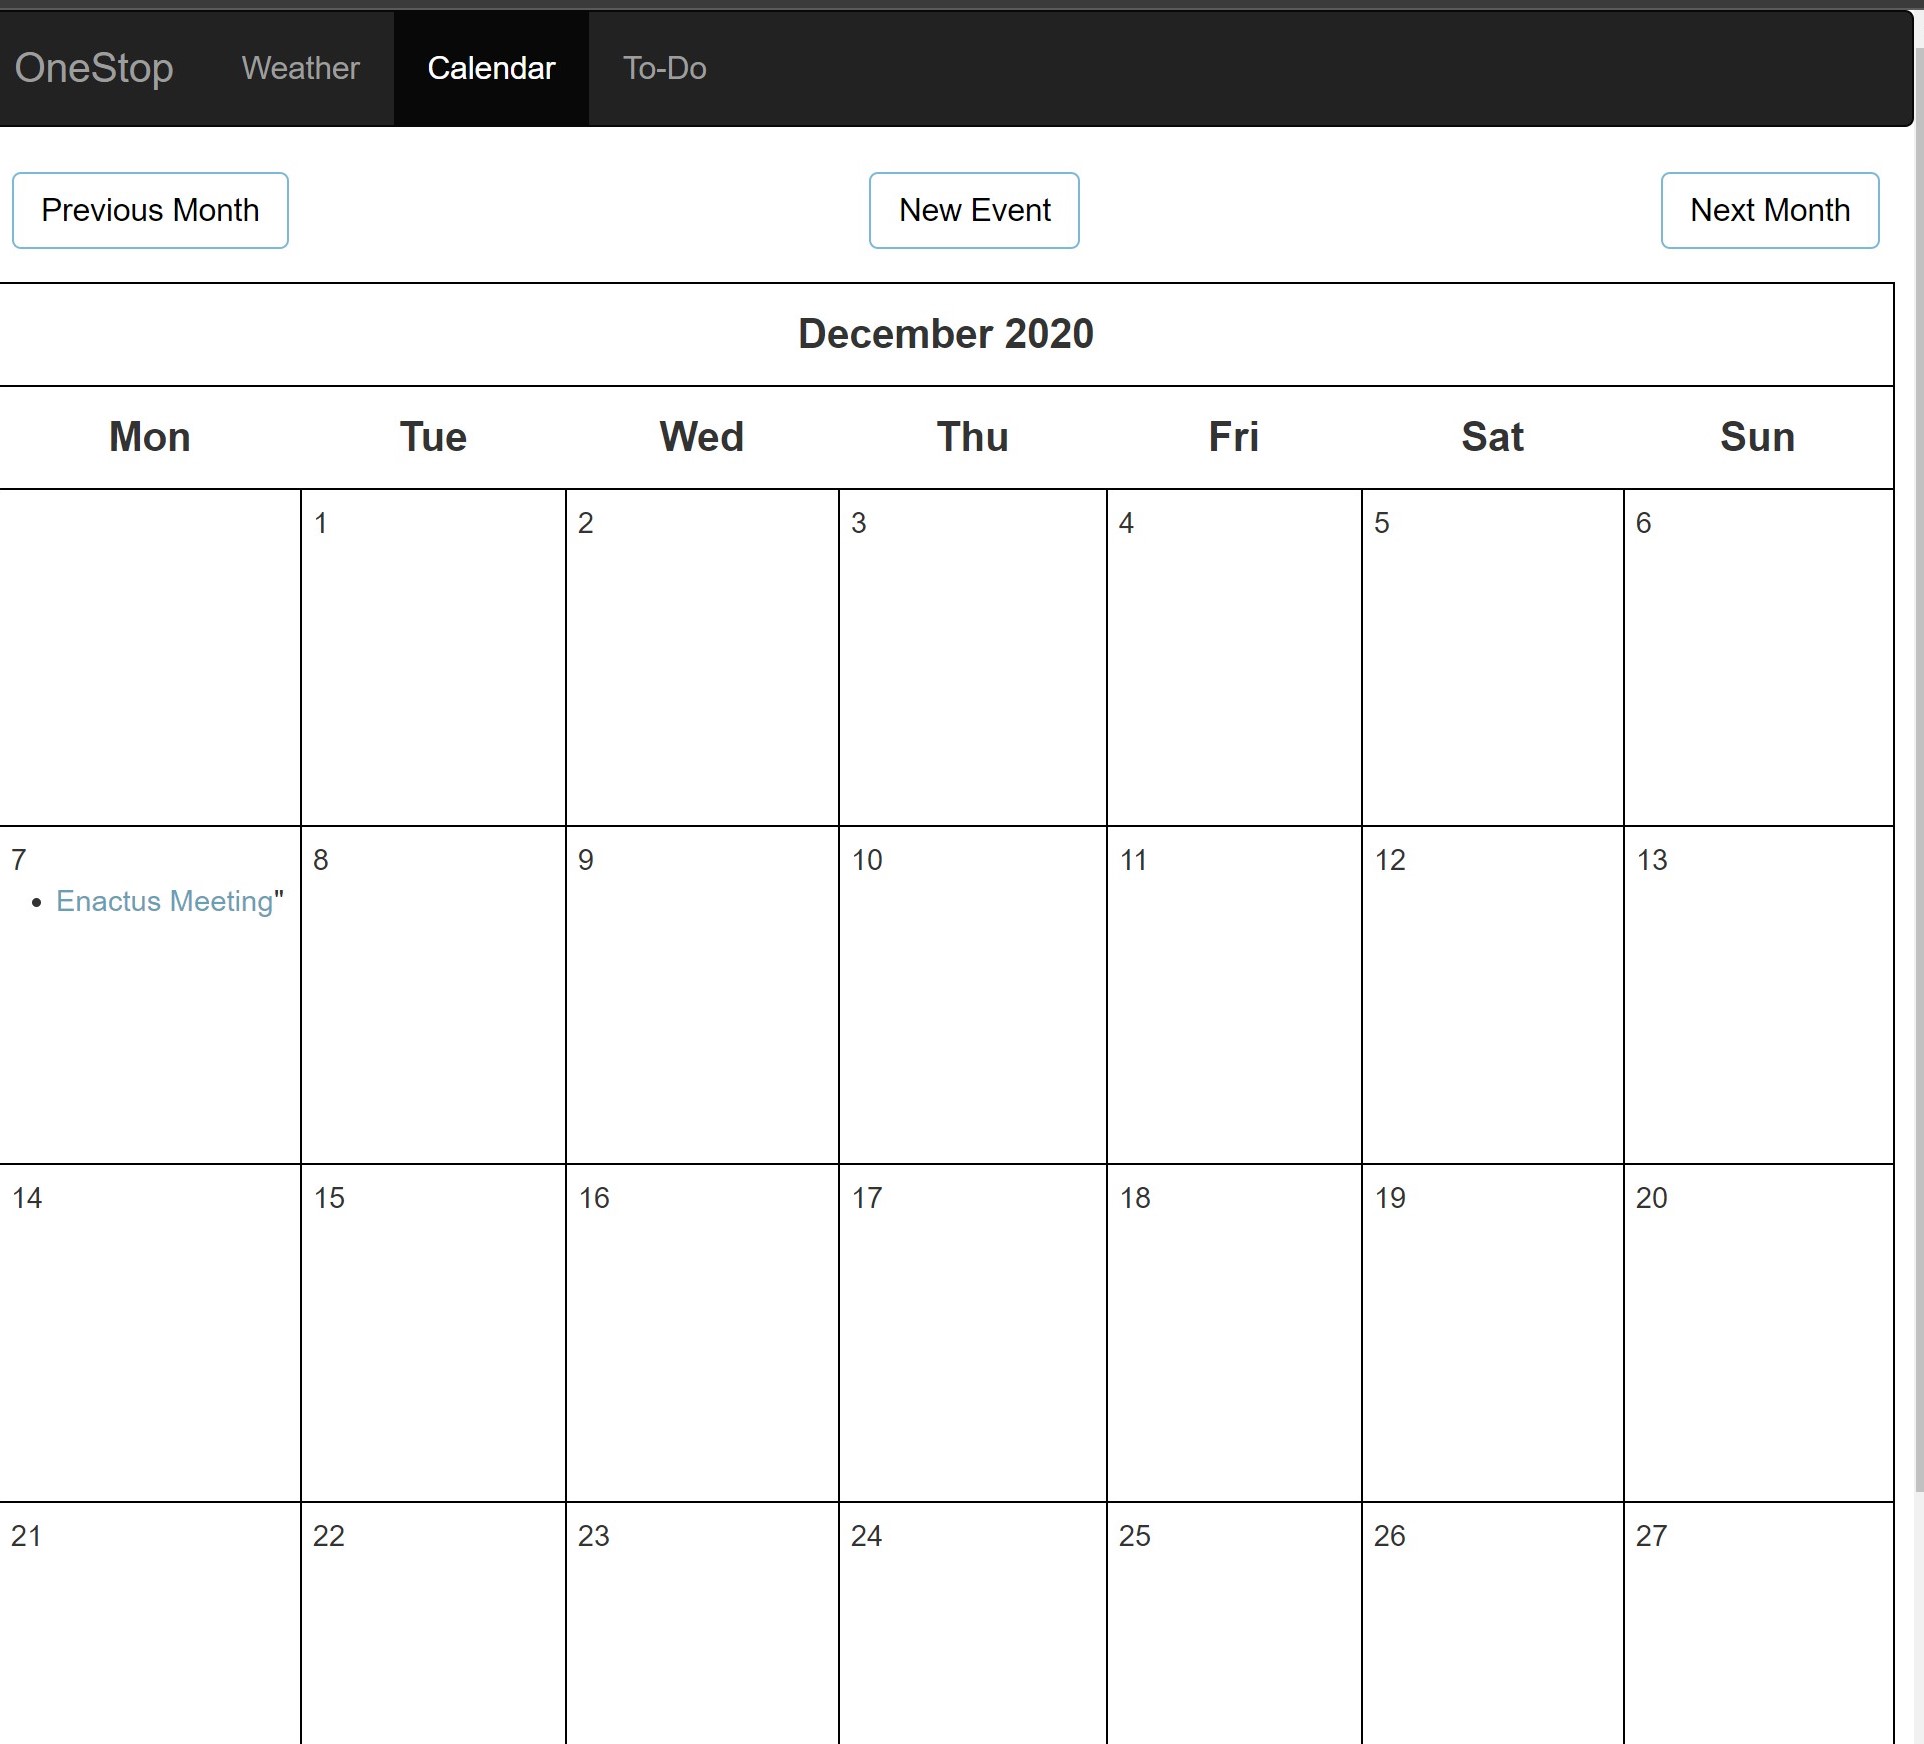 OneStop Weather Calendar To-Do
Previous Month New Event Next Month
December 2020
Mon Tue Wed Thu Fri Sat Sun
1 2 3 4 5 6
7 8 9 10 11 12 13
• Enactus Meeting"
14 15 16 17 18 19 20
21 22 23 24 25 26 27